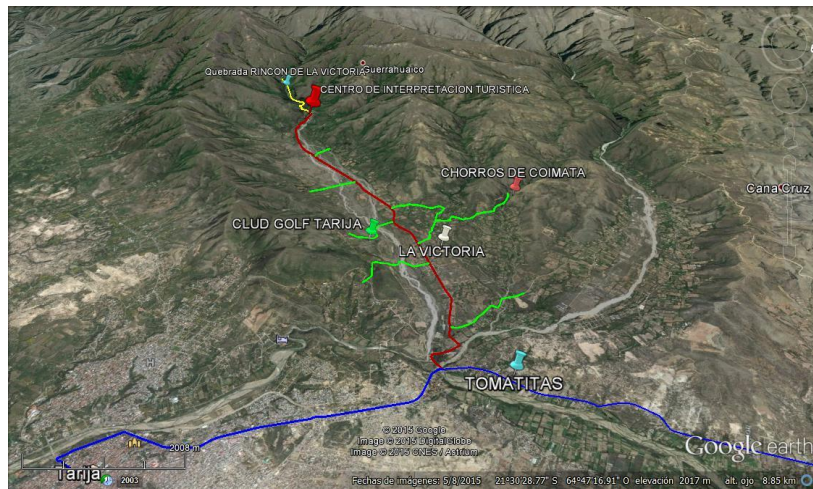 Quebrada RINCON DE LA VICTORIA
Guerrahuaico
CENTRO DE INTERPRETACION TURISTICA
CHORROS DE COIMATA
Cana Cruz
CLUD GOLF TARIJA
LA VICTORIA
TOMATITAS
© 2015 Google
Image © 2015 DigitalGlobe
Image © 2015 CNES / Astrium
Google earth
2008 m
Tarija
2003
Fechas de imágenes: 5/8/2015 21°30'28.77" S 64°47'16.91" O elevación 2017 m alt. ojo 8.85 km